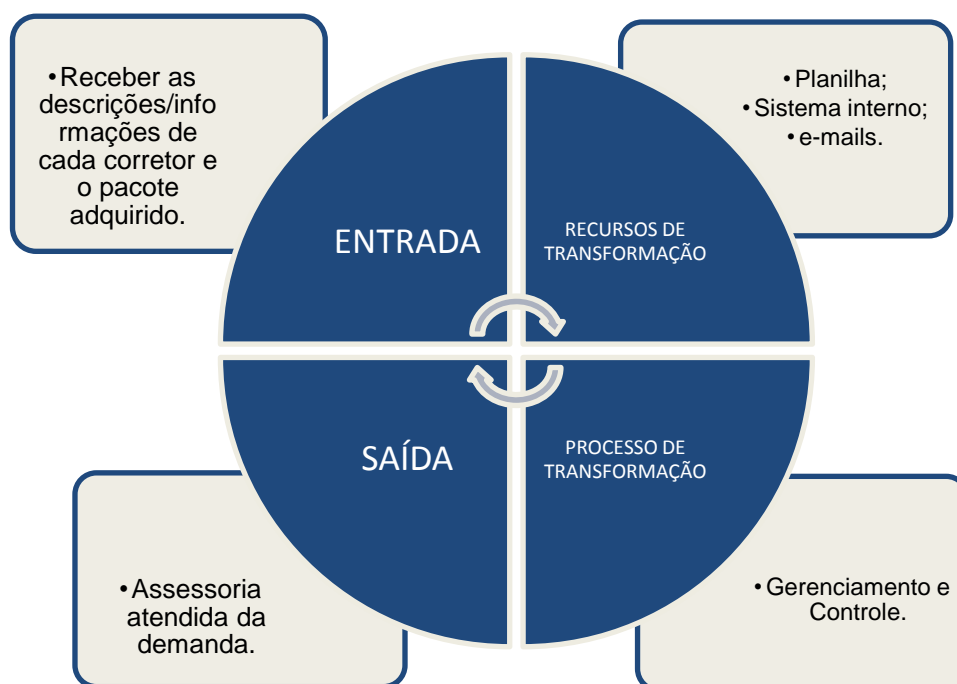 •Receber as
descrições/info
rmações de
cada corretor e
o pacote
adquirido.
• Planilha;
• Sistema interno;
• e-mails.
ENTRADA
RECURSOS DE
TRANSFORMAÇÃO
SAÍDA
PROCESSO DE
TRANSFORMAÇÃO
•Assessoria
atendida da
demanda.
• Gerenciamento e
Controle.